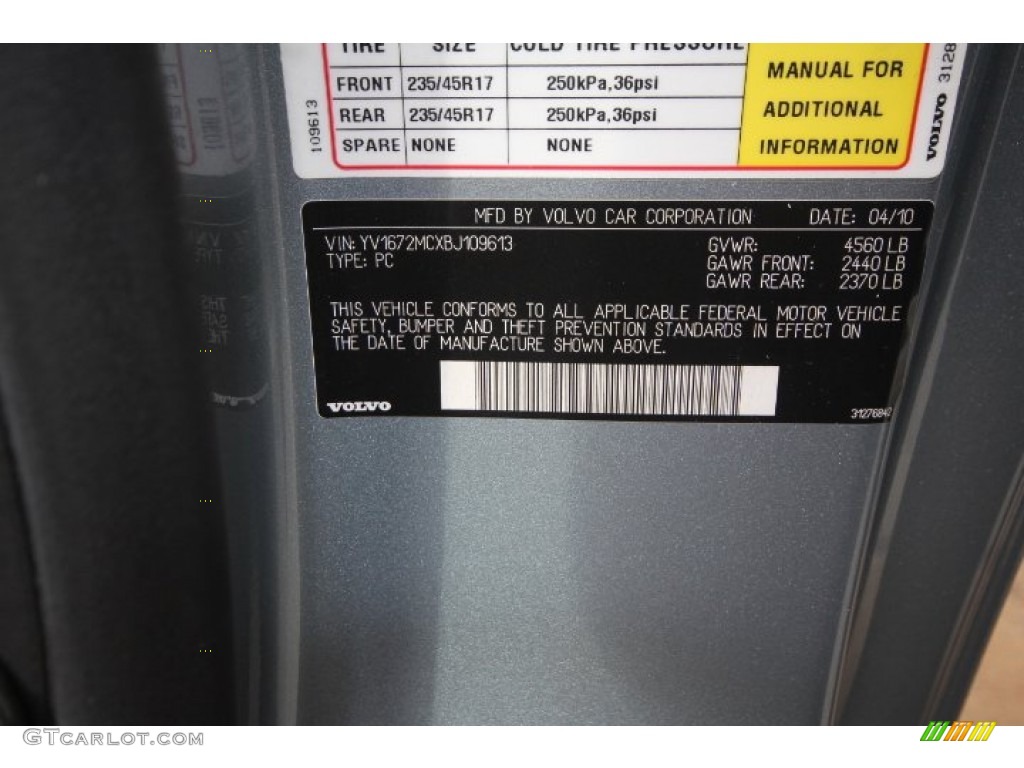 TIRE SIZE COLD TIRE PRESSURE
FRONT 235/45R17 250kPa,36psi
REAR 235/45R17 250kPa,36psi
SPARE NONE NONE
MANUAL FOR
ADDITIONAL
INFORMATION
109613
VOLVO 3128
MFD BY VOLVO CAR CORPORATION DATE: 04/10
VIN: YV1672MCXBJ109613 GVWR: 4560 LB
TYPE: PC GAWR FRONT: 2440 LB
GAWR REAR: 2370 LB
THIS VEHICLE CONFORMS TO ALL APPLICABLE FEDERAL MOTOR VEHICLE
SAFETY, BUMPER AND THEFT PREVENTION STANDARDS IN EFFECT ON
THE DATE OF MANUFACTURE SHOWN ABOVE.
VOLVO 31276842
GTCarlot.com